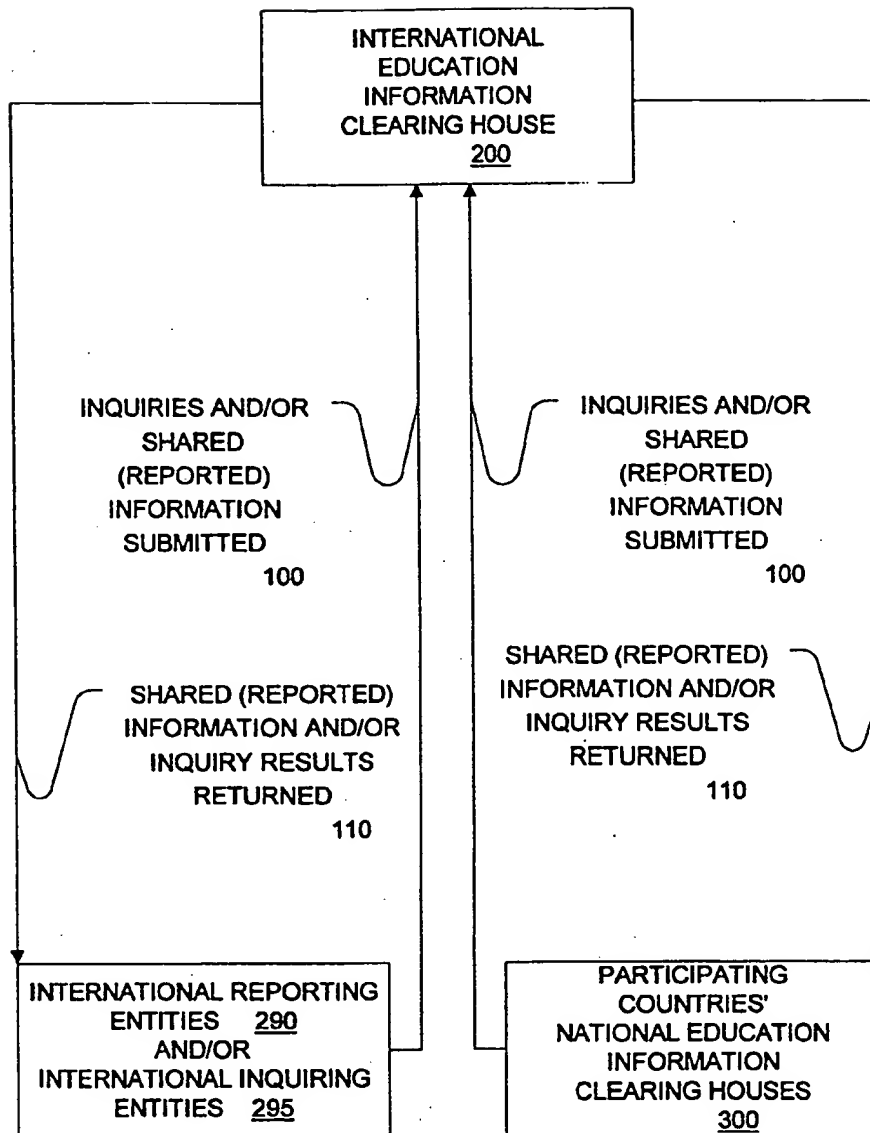 INTERNATIONAL
EDUCATION
INFORMATION
CLEARING HOUSE
200
INQUIRIES AND/OR
SHARED
(REPORTED)
INFORMATION
SUBMITTED
100
INQUIRIES AND/OR
SHARED
(REPORTED)
INFORMATION
SUBMITTED
100
SHARED (REPORTED)
INFORMATION AND/OR
INQUIRY RESULTS
RETURNED
110
SHARED (REPORTED)
INFORMATION AND/OR
INQUIRY RESULTS
RETURNED
110
INTERNATIONAL REPORTING
ENTITIES 290
AND/OR
INTERNATIONAL INQUIRING
ENTITIES 295
PARTICIPATING
COUNTRIES'
NATIONAL EDUCATION
INFORMATION
CLEARING HOUSES
300